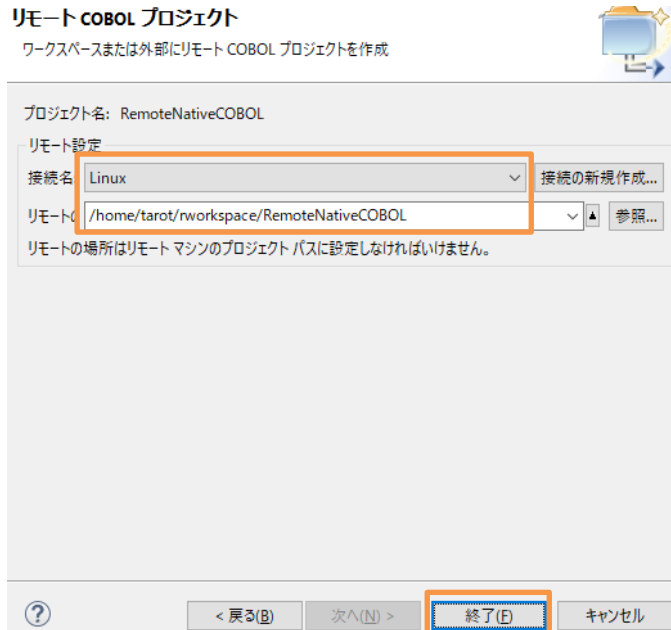 リモート COBOL プロジェクト
ワークスペースまたは外部にリモート COBOL プロジェクトを作成
プロジェクト名: RemoteNativeCOBOL
リモート設定
接続名 Linux 接続の新規作成...
リモートの /home/tarot/rworkspace/RemoteNativeCOBOL 参照...
リモートの場所はリモート マシンのプロジェクト パスに設定しなければいけません。
< 戻る(B) 次へ(N) > 終了(F) キャンセル